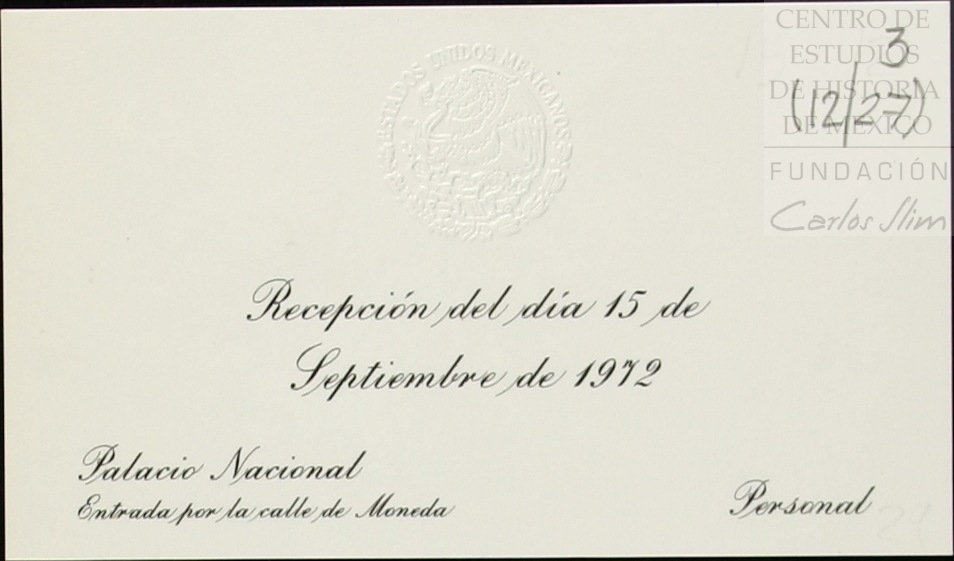 ESTADOS UNIDOS MEXICANOS
CENTRO DE
ESTUDIOS
DE HISTORIA
DE MÉXICO
FUNDACIÓN
Carlos Slim
3
(12/27)
Recepción del día 15 de
Septiembre de 1972
Palacio Nacional
Entrada por la calle de Moneda
Personal